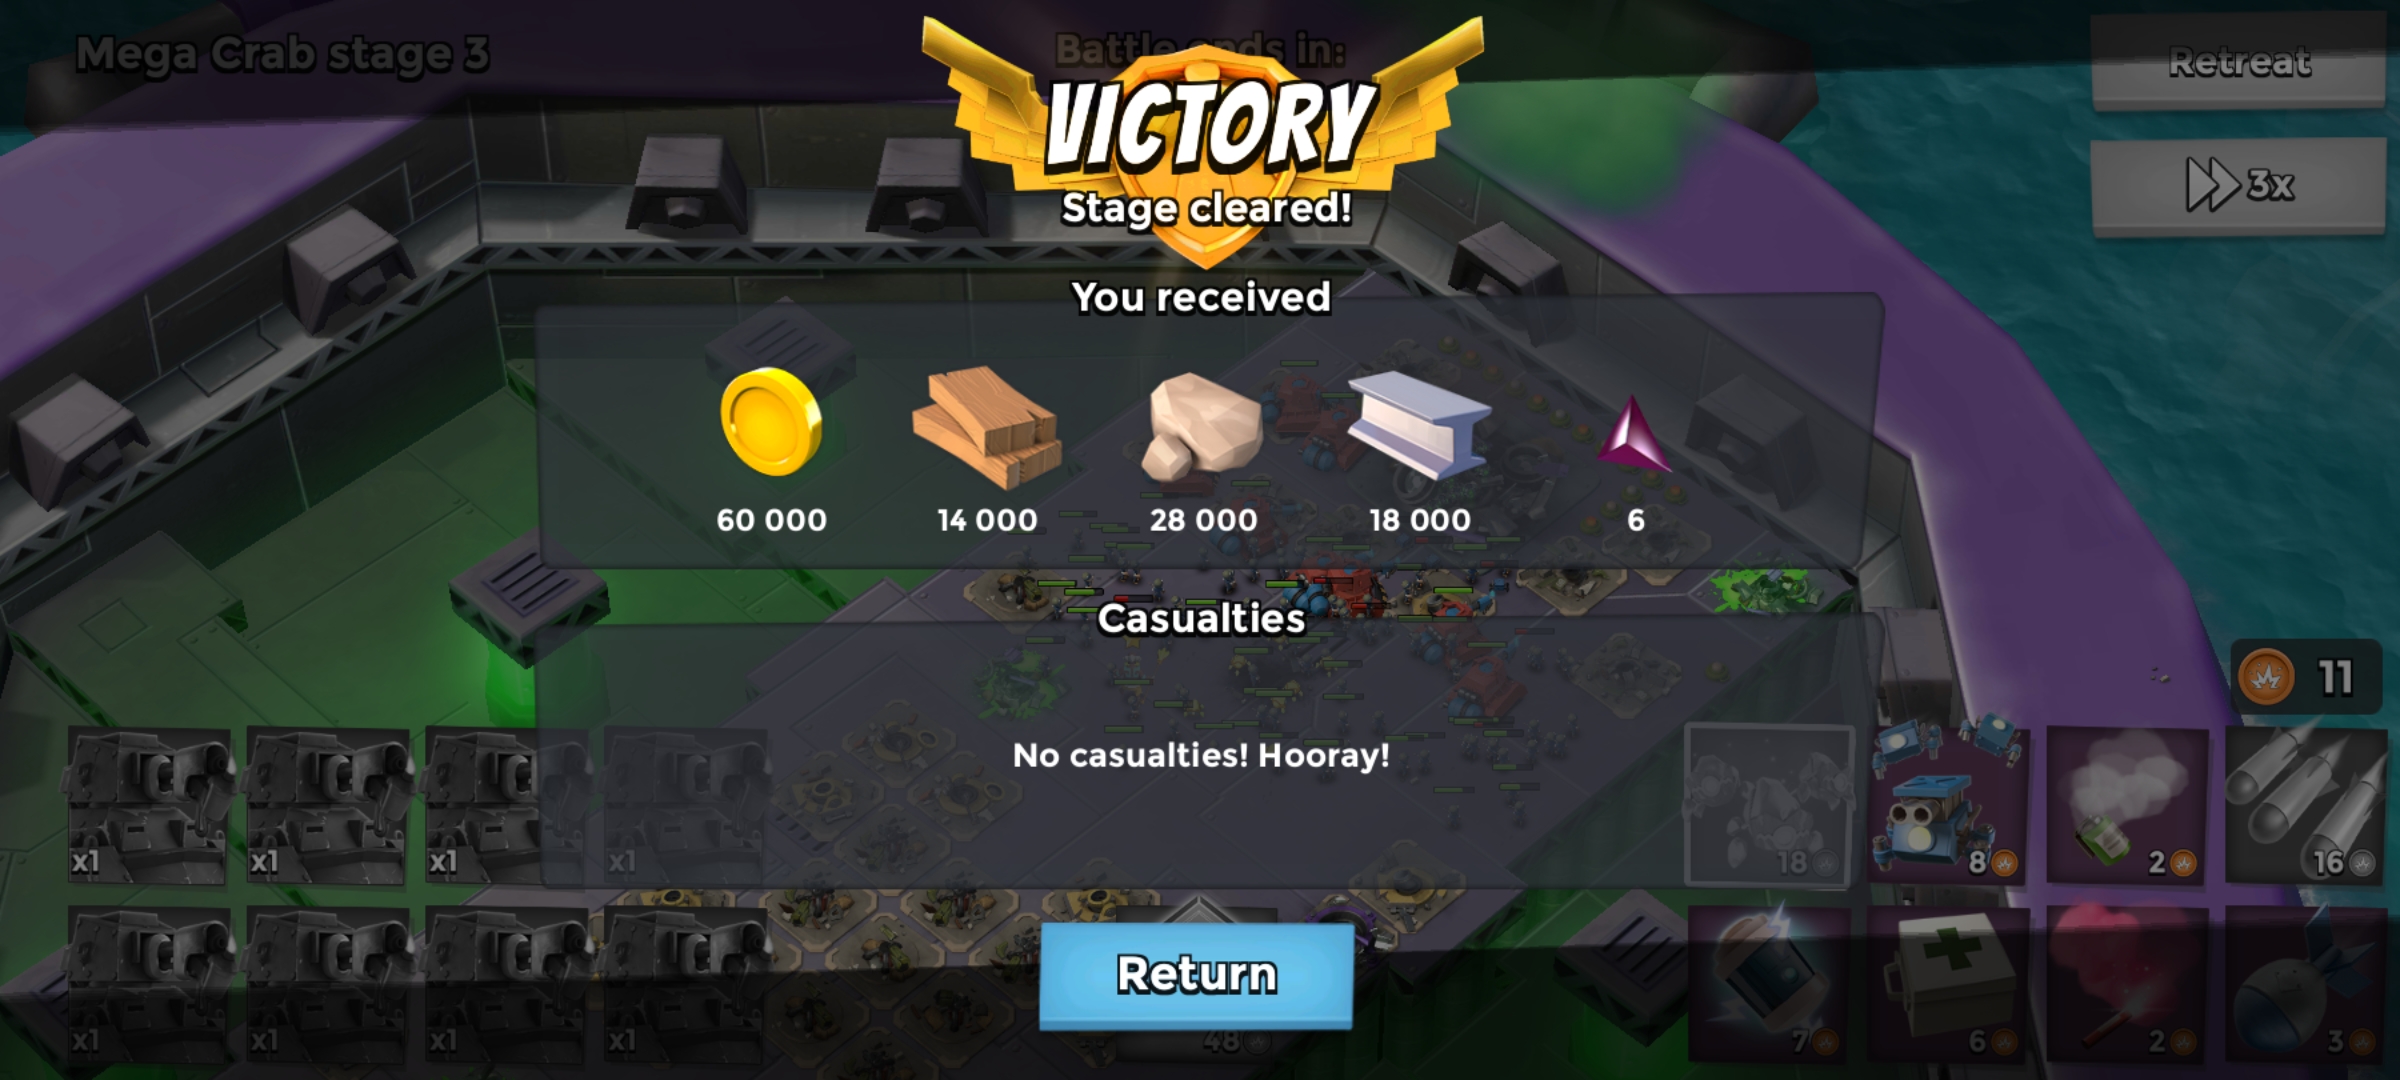 Mega Crab stage 3
Battle ends in:
Retreat
VICTORY
Stage cleared!
3x
You received
60 000
14 000
28 000
18 000
6
Casualties
11
No casualties! Hooray!
x1
x1
x1
x1
18
8
2
16
Return
x1
x1
x1
x1
48
7
6
2
3